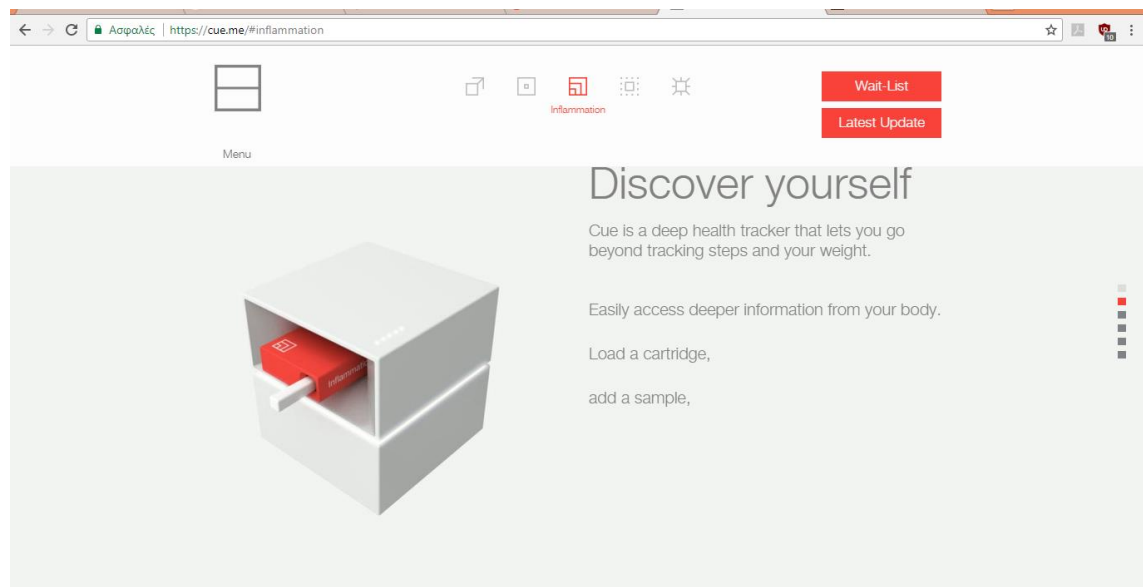 Ασφαλές | https://cue.me/#inflammation
10
Wait-List
Inflammation
Latest Update
Menu
Discover yourself
Cue is a deep health tracker that lets you go
beyond tracking steps and your weight.
Easily access deeper information from your body.
Load a cartridge,
add a sample,